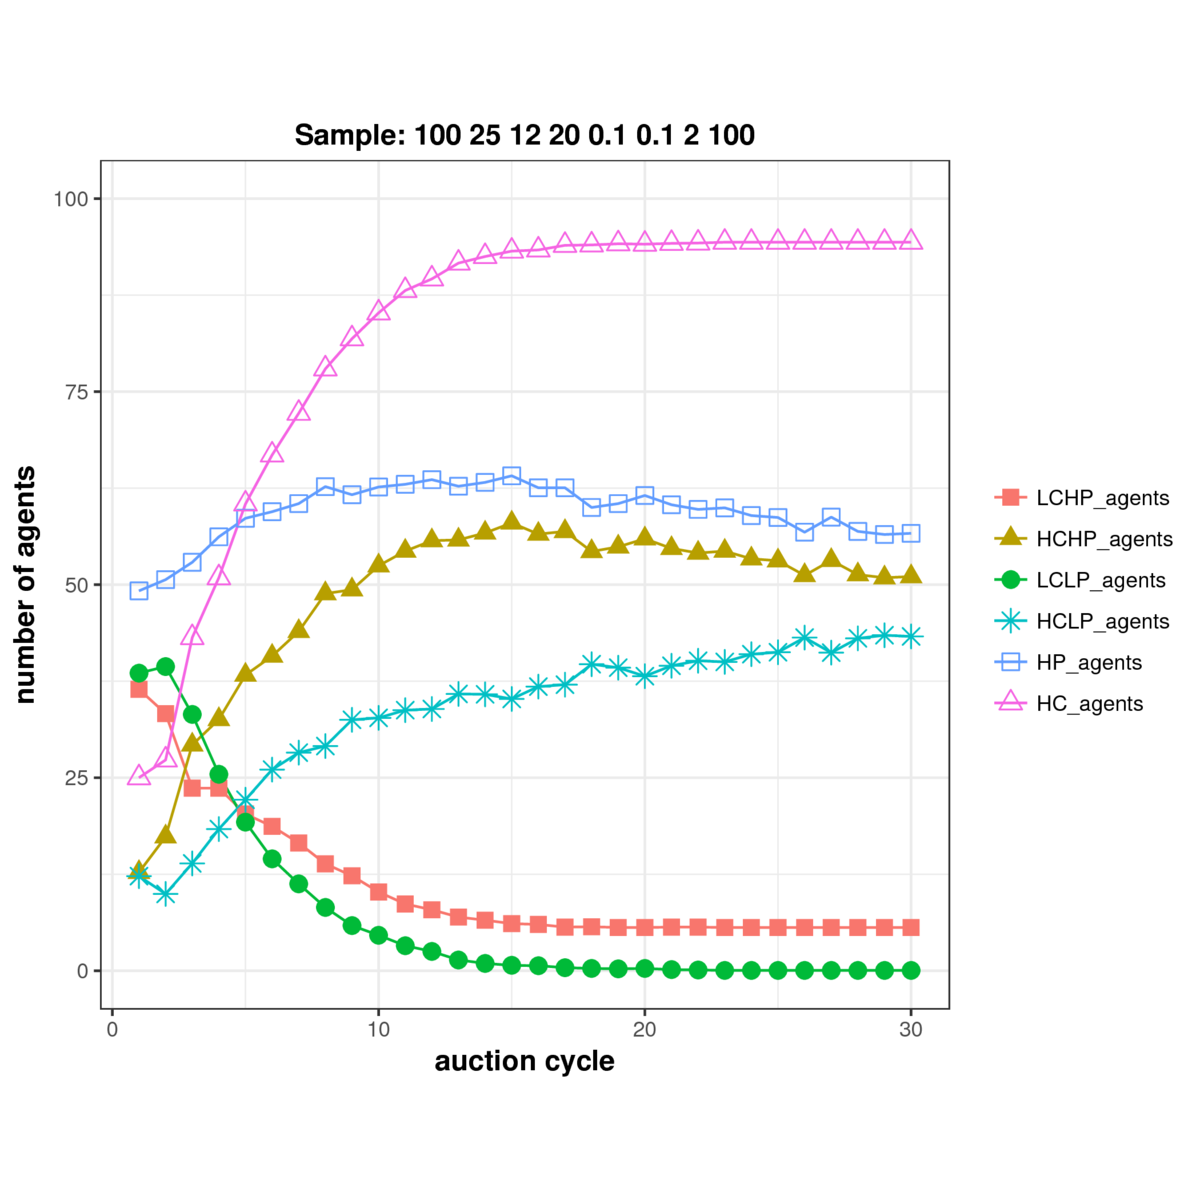 Sample: 100 25 12 20 0.1 0.1 2 100
number of agents
100
75
50
25
0
0 10 20 30
auction cycle
LCHP_agents
HCHP_agents
LCLP_agents
HCLP_agents
HP_agents
HC_agents